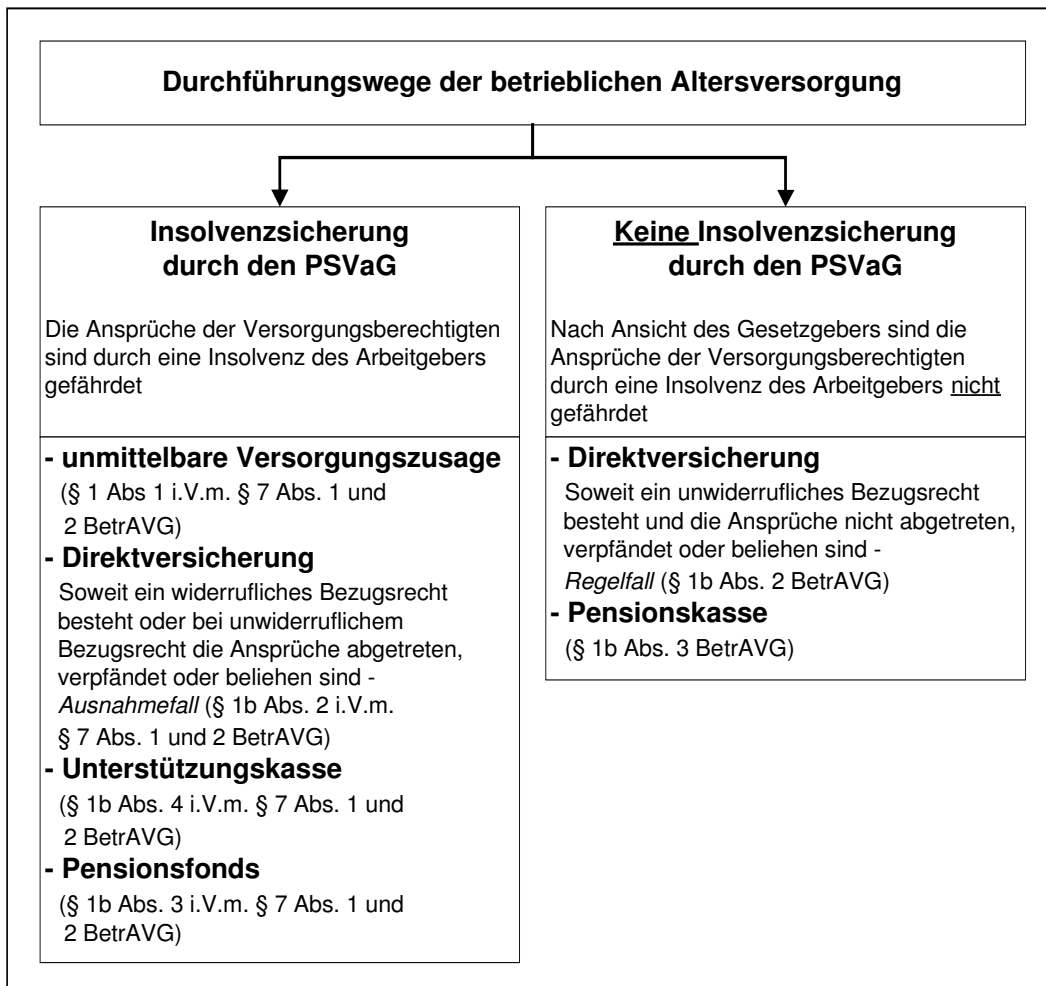 Durchführungswege der betrieblichen Altersversorgung
Insolvenzsicherung
durch den PSVaG
Die Ansprüche der Versorgungsberechtigten
sind durch eine Insolvenz des Arbeitgebers
gefährdet
- unmittelbare Versorgungszusage
(§ 1 Abs 1 i.V.m. § 7 Abs. 1 und
2 BetrAVG)
- Direktversicherung
Soweit ein widerrufliches Bezugsrecht
besteht oder bei unwiderruflichem
Bezugsrecht die Ansprüche abgetreten,
verpfändet oder beliehen sind -
Ausnahmefall (§ 1b Abs. 2 i.V.m.
§ 7 Abs. 1 und 2 BetrAVG)
- Unterstützungskasse
(§ 1b Abs. 4 i.V.m. § 7 Abs. 1 und
2 BetrAVG)
- Pensionsfonds
(§ 1b Abs. 3 i.V.m. § 7 Abs. 1 und
2 BetrAVG)
Keine Insolvenzsicherung
durch den PSVaG
Nach Ansicht des Gesetzgebers sind die
Ansprüche der Versorgungsberechtigten
durch eine Insolvenz des Arbeitgebers nicht
gefährdet
- Direktversicherung
Soweit ein unwiderrufliches Bezugsrecht
besteht und die Ansprüche nicht abgetreten,
verpfändet oder beliehen sind -
Regelfall (§ 1b Abs. 2 BetrAVG)
- Pensionskasse
(§ 1b Abs. 3 BetrAVG)